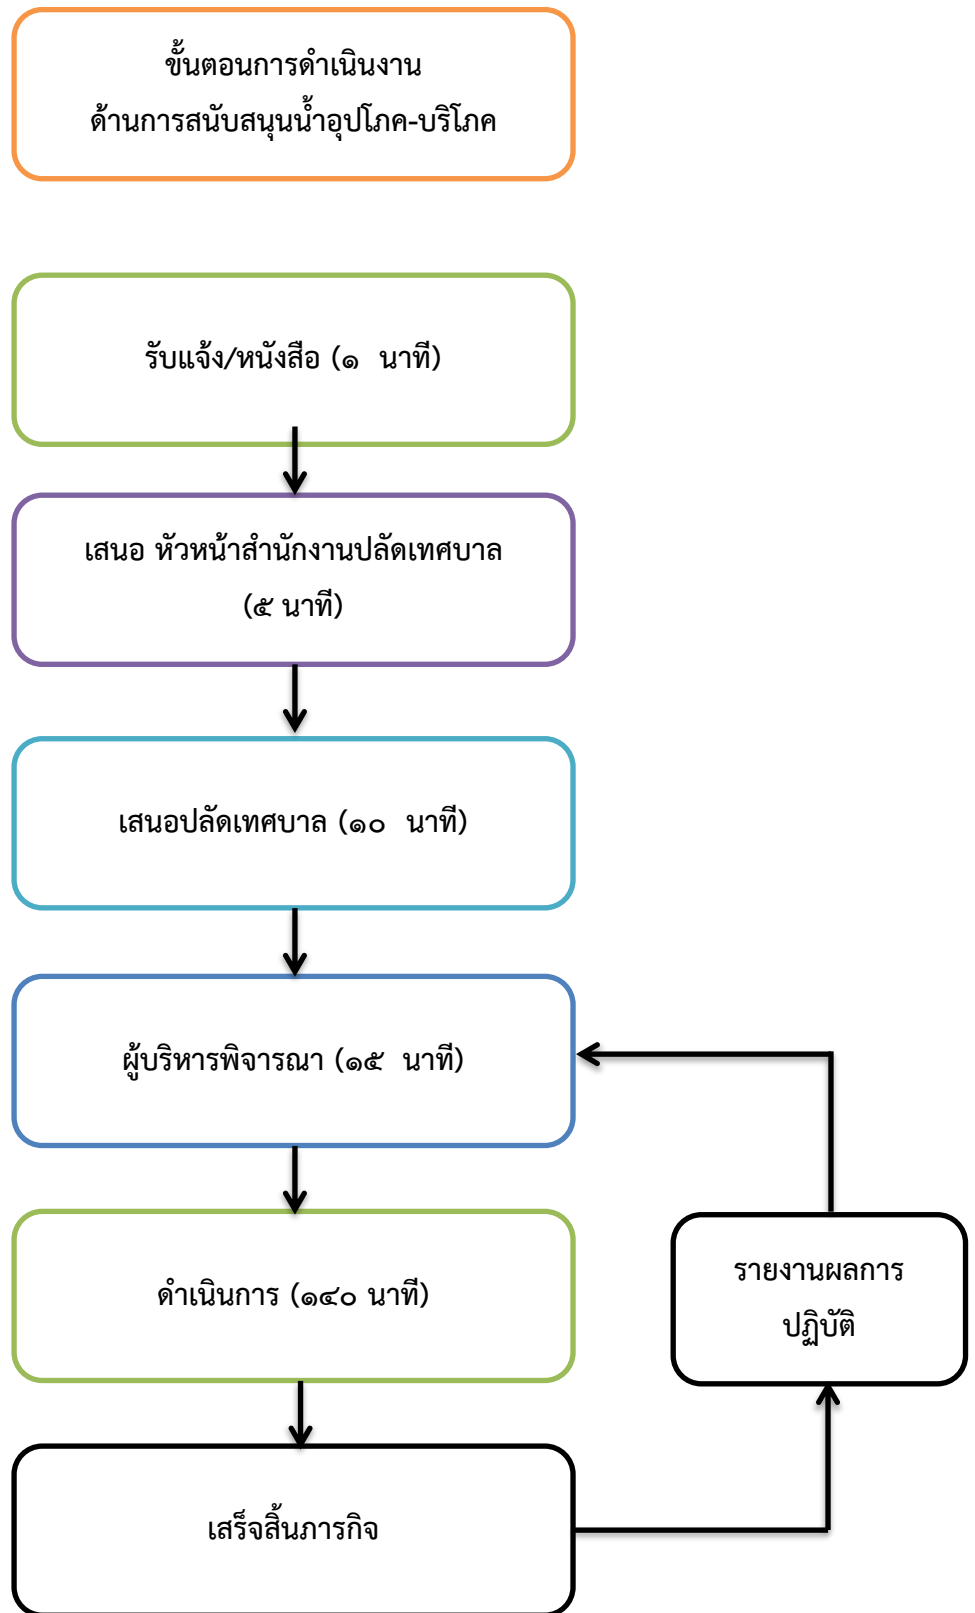 ขั้นตอนการดำเนินงาน
ด้านการสนับสนุนน้ำอุปโภค-บริโภค
รับแจ้ง/หนังสือ (๑ นาที)
เสนอ หัวหน้าสำนักงานปลัดเทศบาล
(๕ นาที)
เสนอปลัดเทศบาล (๑๐ นาที)
ผู้บริหารพิจารณา (๑๕ นาที)
ดำเนินการ (๑๔๐ นาที)
รายงานผลการ
ปฏิบัติ
เสร็จสิ้นภารกิจ